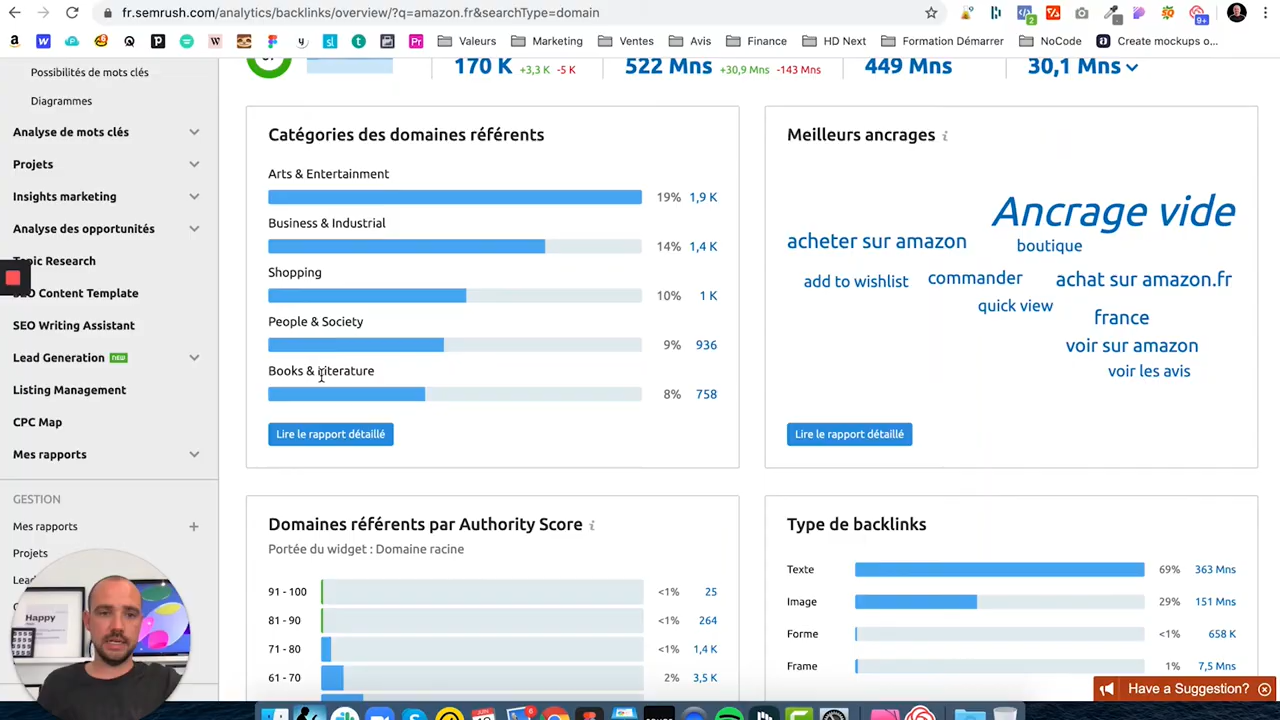 fr.semrush.com/analytics/backlinks/overview/?q=amazon.fr&searchType=domain
9+
Valeurs
Marketing
Ventes
Avis
Finance
HD Next
Formation Démarrer
NoCode
Create mockups o...
170 K +3,3 K -5 K
522 Mns +30,9 Mns -143 Mns
449 Mns
30,1 Mns
Possibilités de mots clés
Diagrammes
Analyse de mots clés
Projets
Insights marketing
Analyse des opportunités
Topic Research
SEO Content Template
SEO Writing Assistant
Lead Generation NEW
Listing Management
CPC Map
Mes rapports
GESTION
Mes rapports +
Projets
Catégories des domaines référents
Arts & Entertainment
19% 1,9 K
Business & Industrial
14% 1,4 K
Shopping
10% 1 K
People & Society
9% 936
Books & Literature
8% 758
Lire le rapport détaillé
Meilleurs ancrages
Ancrage vide
acheter sur amazon
boutique
add to wishlist
commander
achat sur amazon.fr
quick view
france
voir sur amazon
voir les avis
Lire le rapport détaillé
Domaines référents par Authority Score
Portée du widget : Domaine racine
91 - 100 <1% 25
81 - 90 <1% 264
71 - 80 <1% 1,4 K
61 - 70 2% 3,5 K
Type de backlinks
Texte 69% 363 Mns
Image 29% 151 Mns
Forme <1% 658 K
Frame 1% 7,5 Mns
Have a Suggestion?
Happy